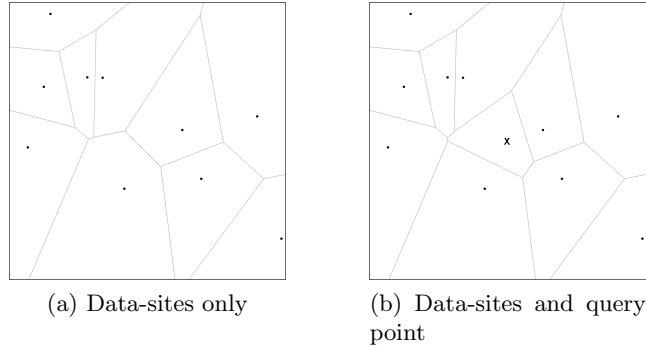 x
(a) Data-sites only
(b) Data-sites and query
point